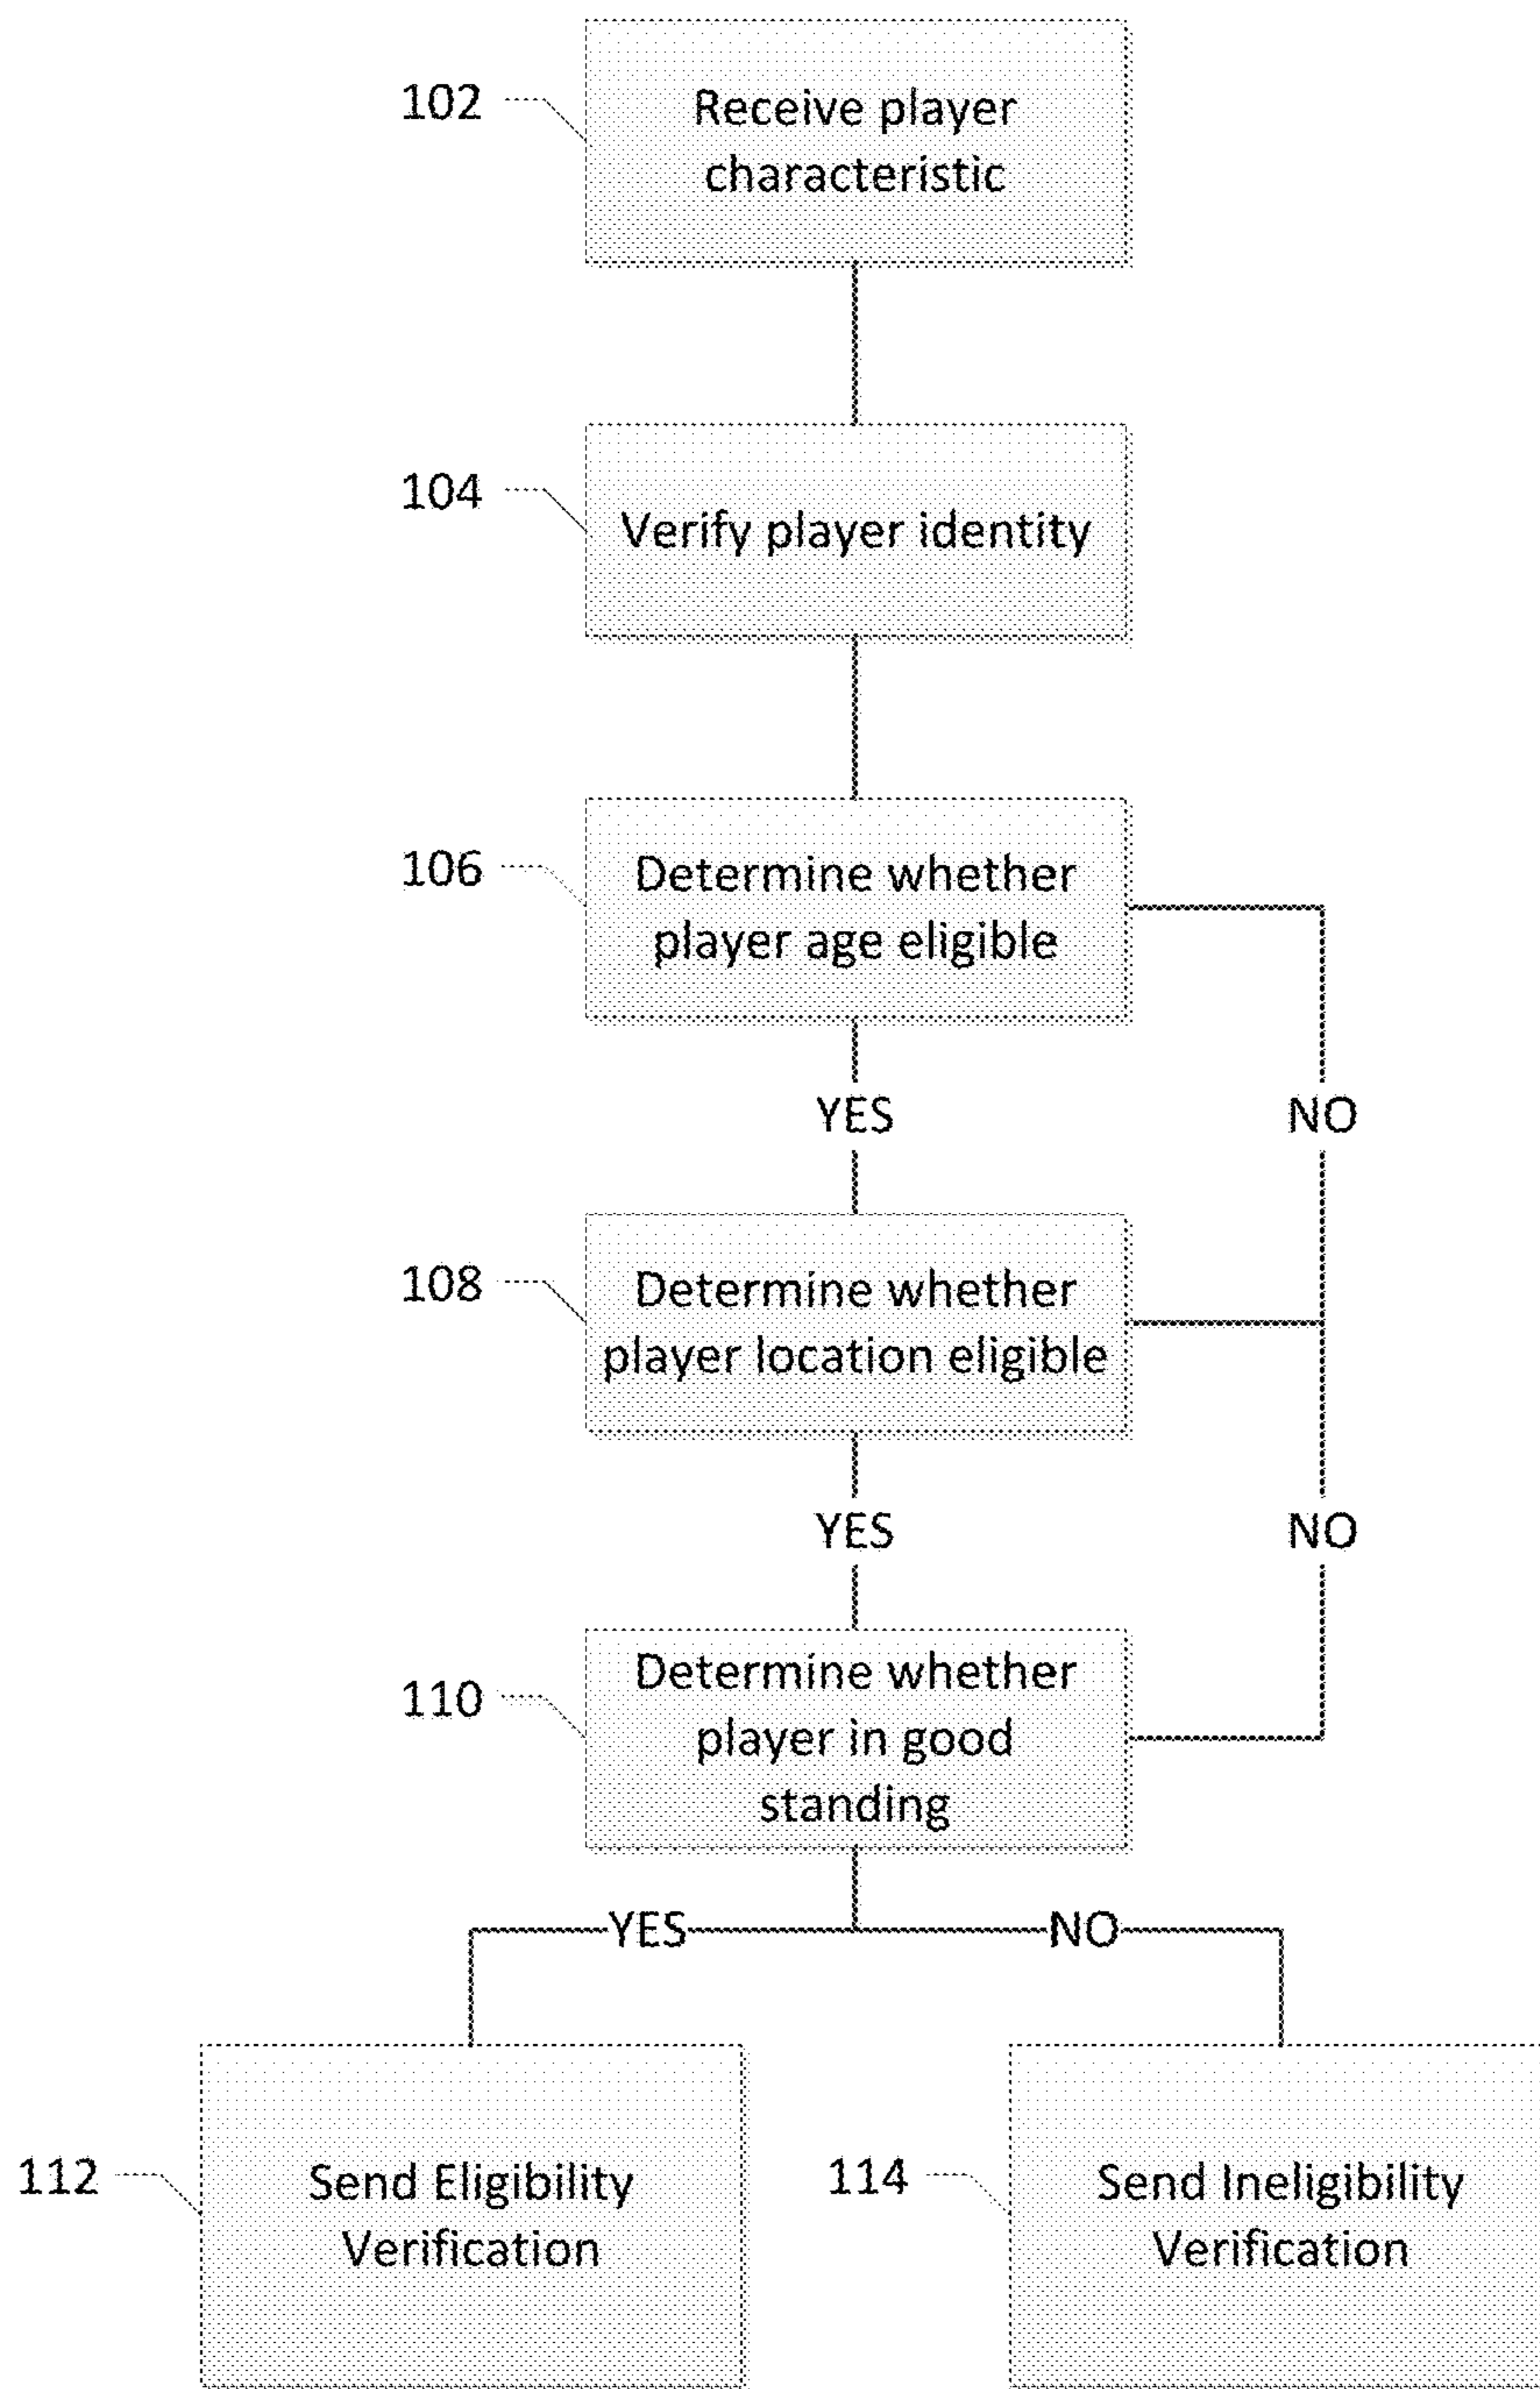 102
Receive player
characteristic
104
Verify player identity
106
Determine whether
player age eligible
YES
NO
108
Determine whether
player location eligible
YES
NO
110
Determine whether
player in good
standing
YES
NO
112
Send Eligibility
Verification
114
Send Ineligibility
Verification